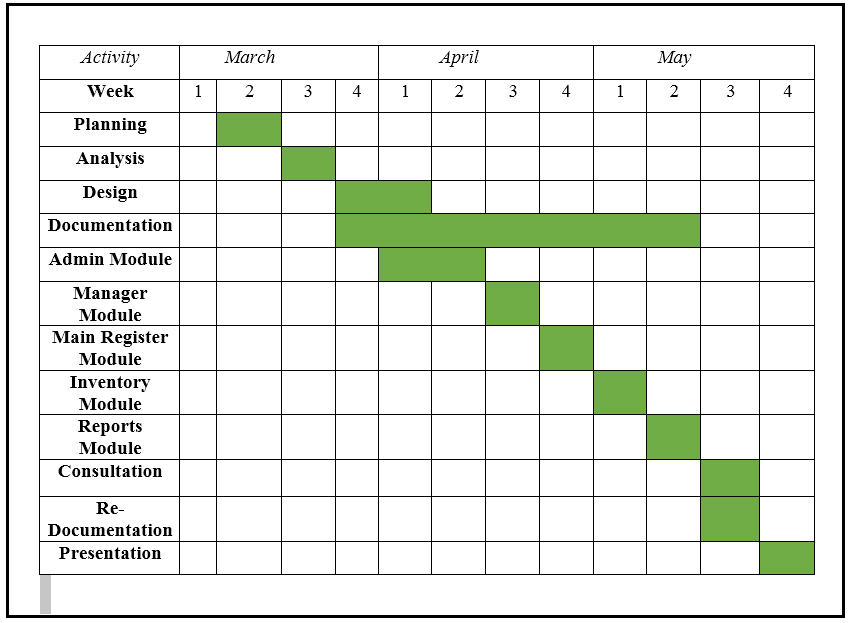 Activity March April May
Week 1 2 3 4 1 2 3 4 1 2 3 4
Planning
Analysis
Design
Documentation
Admin Module
Manager
Module
Main Register
Module
Inventory
Module
Reports
Module
Consultation
Re-
Documentation
Presentation